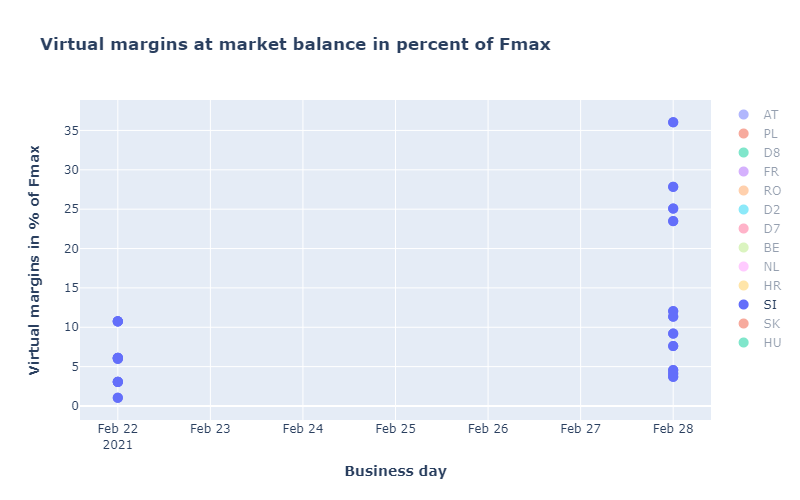 Virtual margins at market balance in percent of Fmax
Virtual margins in % of Fmax
35
30
25
20
15
10
5
0
Feb 22
2021
Feb 23
Feb 24
Feb 25
Feb 26
Feb 27
Feb 28
Business day
AT
PL
D8
FR
RO
D2
D7
BE
NL
HR
SI
SK
HU